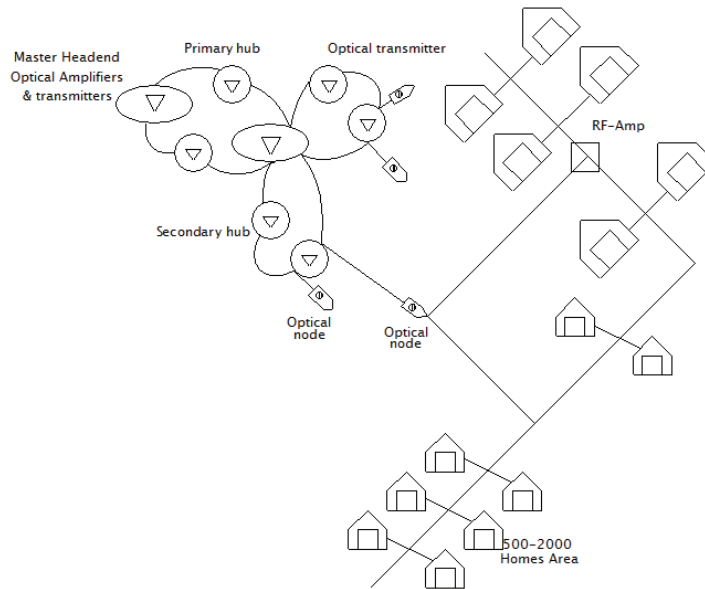 Master Headend
Optical Amplifiers
& transmitters
Primary hub
Optical transmitter
RF-Amp
Secondary hub
Optical
node
Optical
node
500-2000
Homes Area